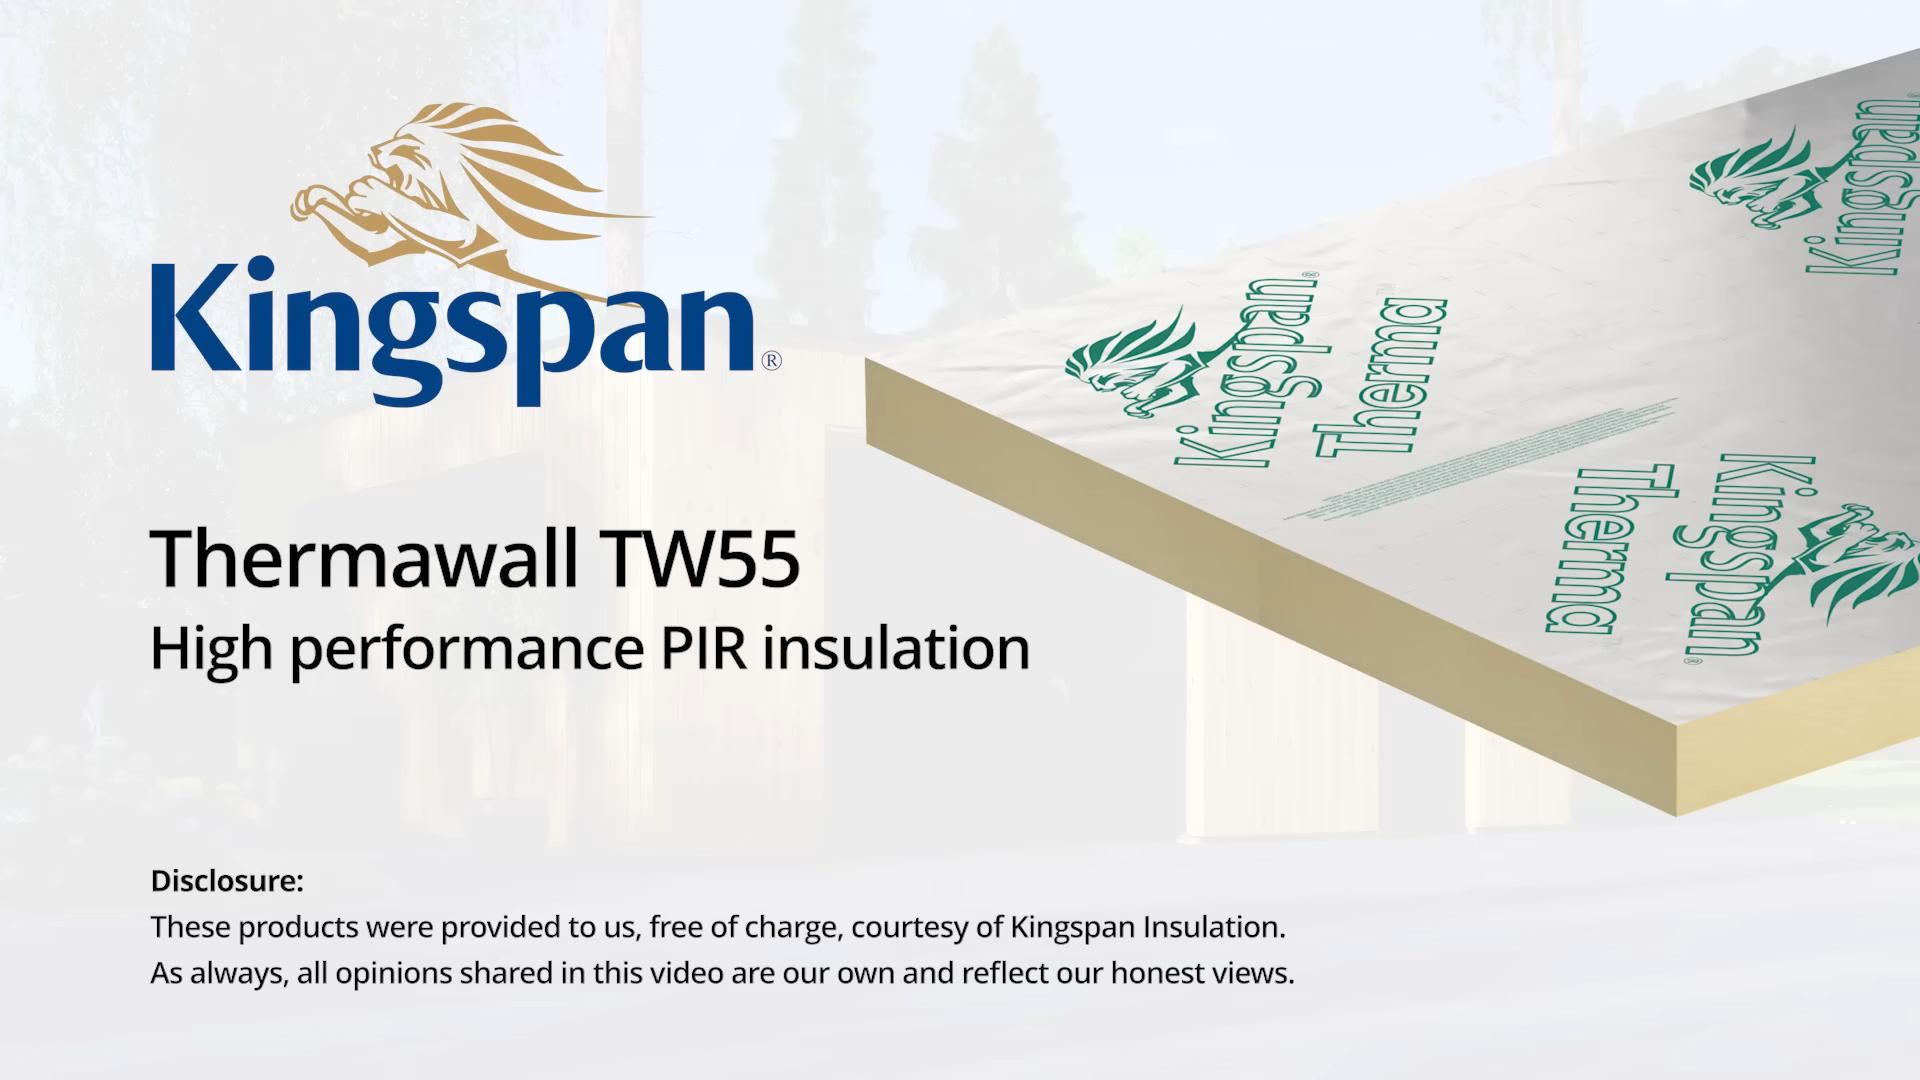 Kingspan®
Thermawall TW55
High performance PIR insulation
Kingspan®
Therma
Kingspan
Kingspan®
Therma
Disclosure:
These products were provided to us, free of charge, courtesy of Kingspan Insulation.
As always, all opinions shared in this video are our own and reflect our honest views.